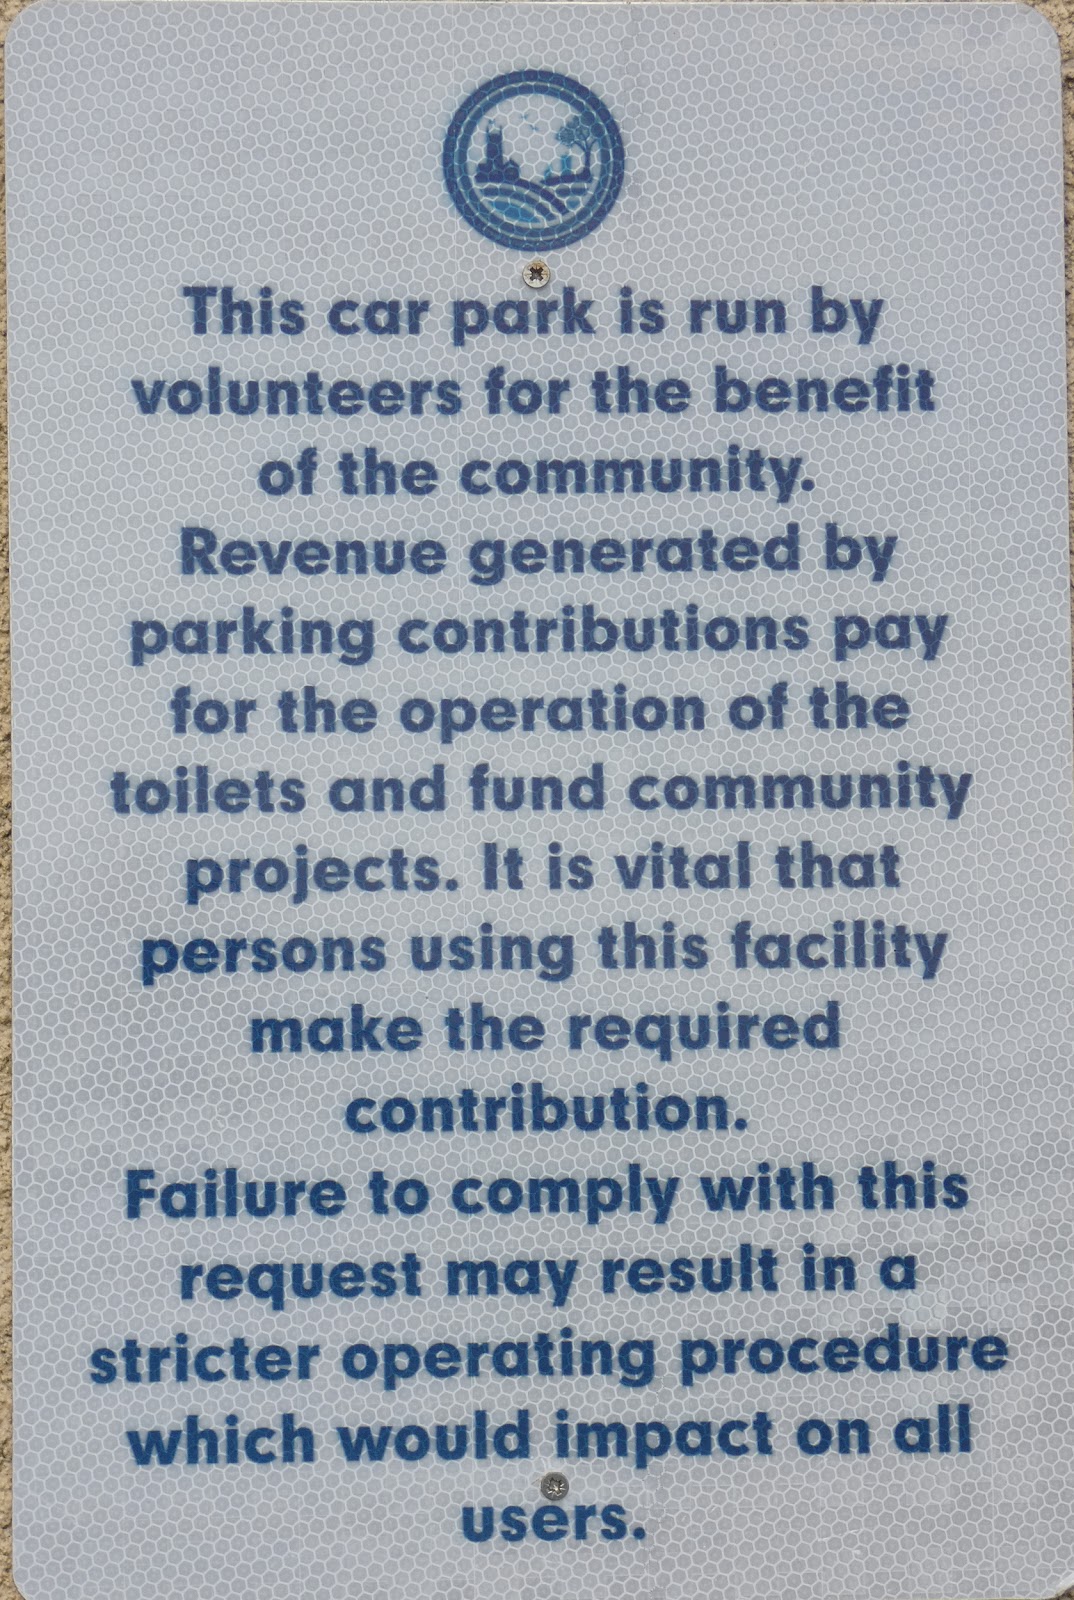 This car park is run by
volunteers for the benefit
of the community.
Revenue generated by
parking contributions pay
for the operation of the
toilets and fund community
projects. It is vital that
persons using this facility
make the required
contribution.
Failure to comply with this
request may result in a
stricter operating procedure
which would impact on all
users.